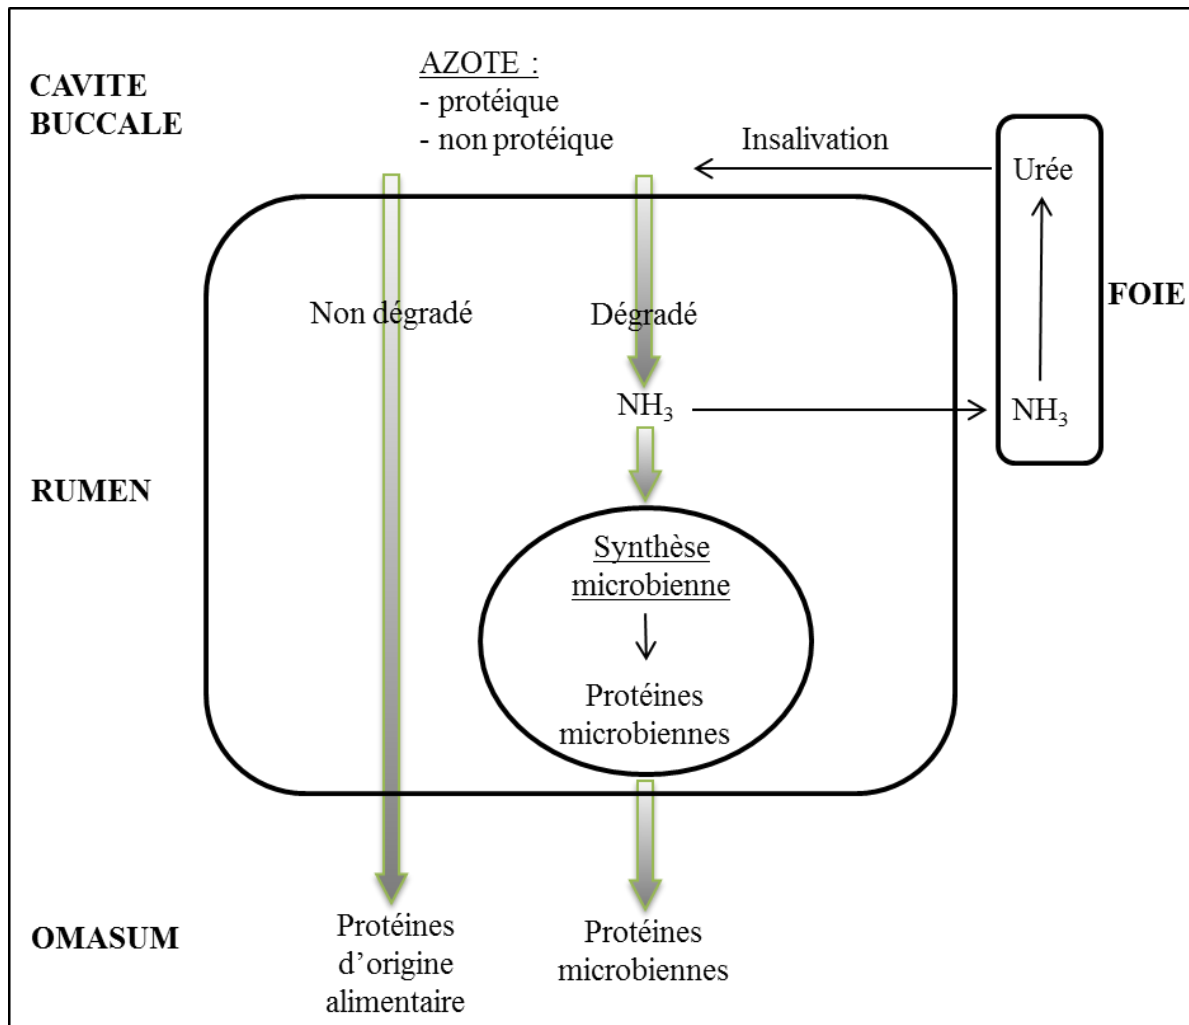 CAVITE
BUCCALE
AZOTE :
- protéique
- non protéique
Insalivation
Urée
FOIE
Non dégradé
Dégradé
NH₃
NH₃
RUMEN
Synthèse
microbienne
Protéines
microbiennes
OMASUM
Protéines
d’origine
alimentaire
Protéines
microbiennes